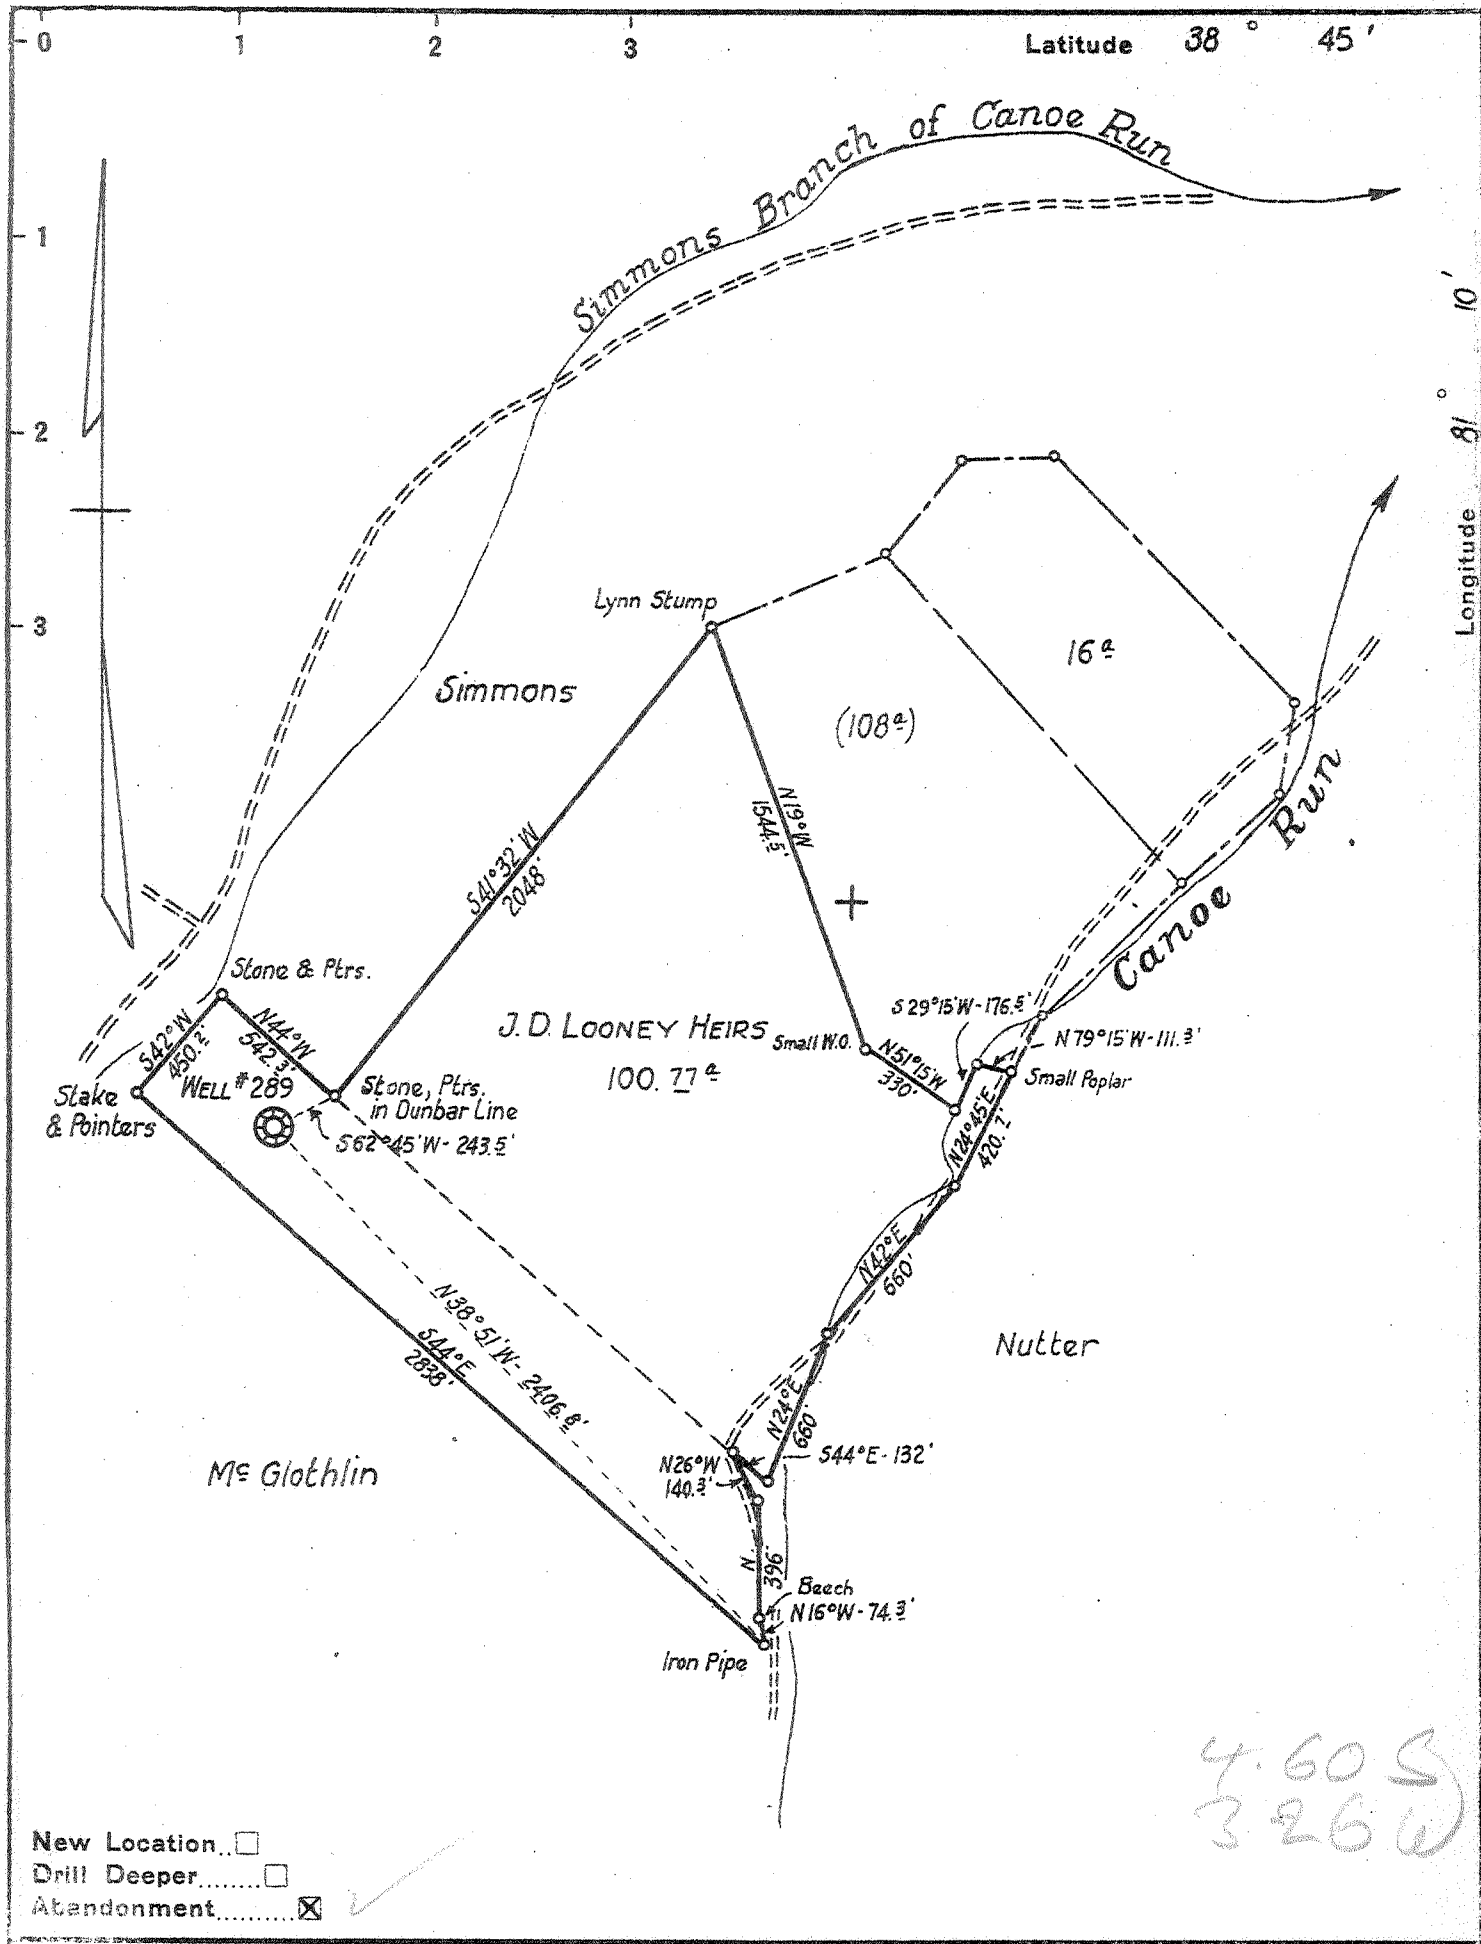 0 1 2 3 Latitude 38° 45'
Simmons Branch of Canoe Run
1
10'
2
81°
Longitude
Lynn Stump
3
16a
Simmons
(108a)
N19°W
1544.5'
S41°32'W
2048'
Canoe Run
Stone & Ptrs.
S42°W
450.2'
N44°W
542.3'
J.D. LOONEY HEIRS
100.77a
Small W.O.
S29°15'W-176.5'
N79°15'W-111.3'
N51°15'W
330'
Small Poplar
Stake
& Pointers
WELL #289
Stone, Ptrs.
in Dunbar Line
S62°45'W-243.5'
N24°45'E
420.7'
N42°E
660'
N38°51'W-2406.8'
S44°E
2838'
Nutter
N24°E
660'
Mc Glothlin
N26°W
140.3'
S44°E-132'
N.
396'
Beech
N16°W-74.3'
Iron Pipe
4.60 S
3.26 W
New Location..☐
Drill Deeper.......☐
Abandonment..........☒